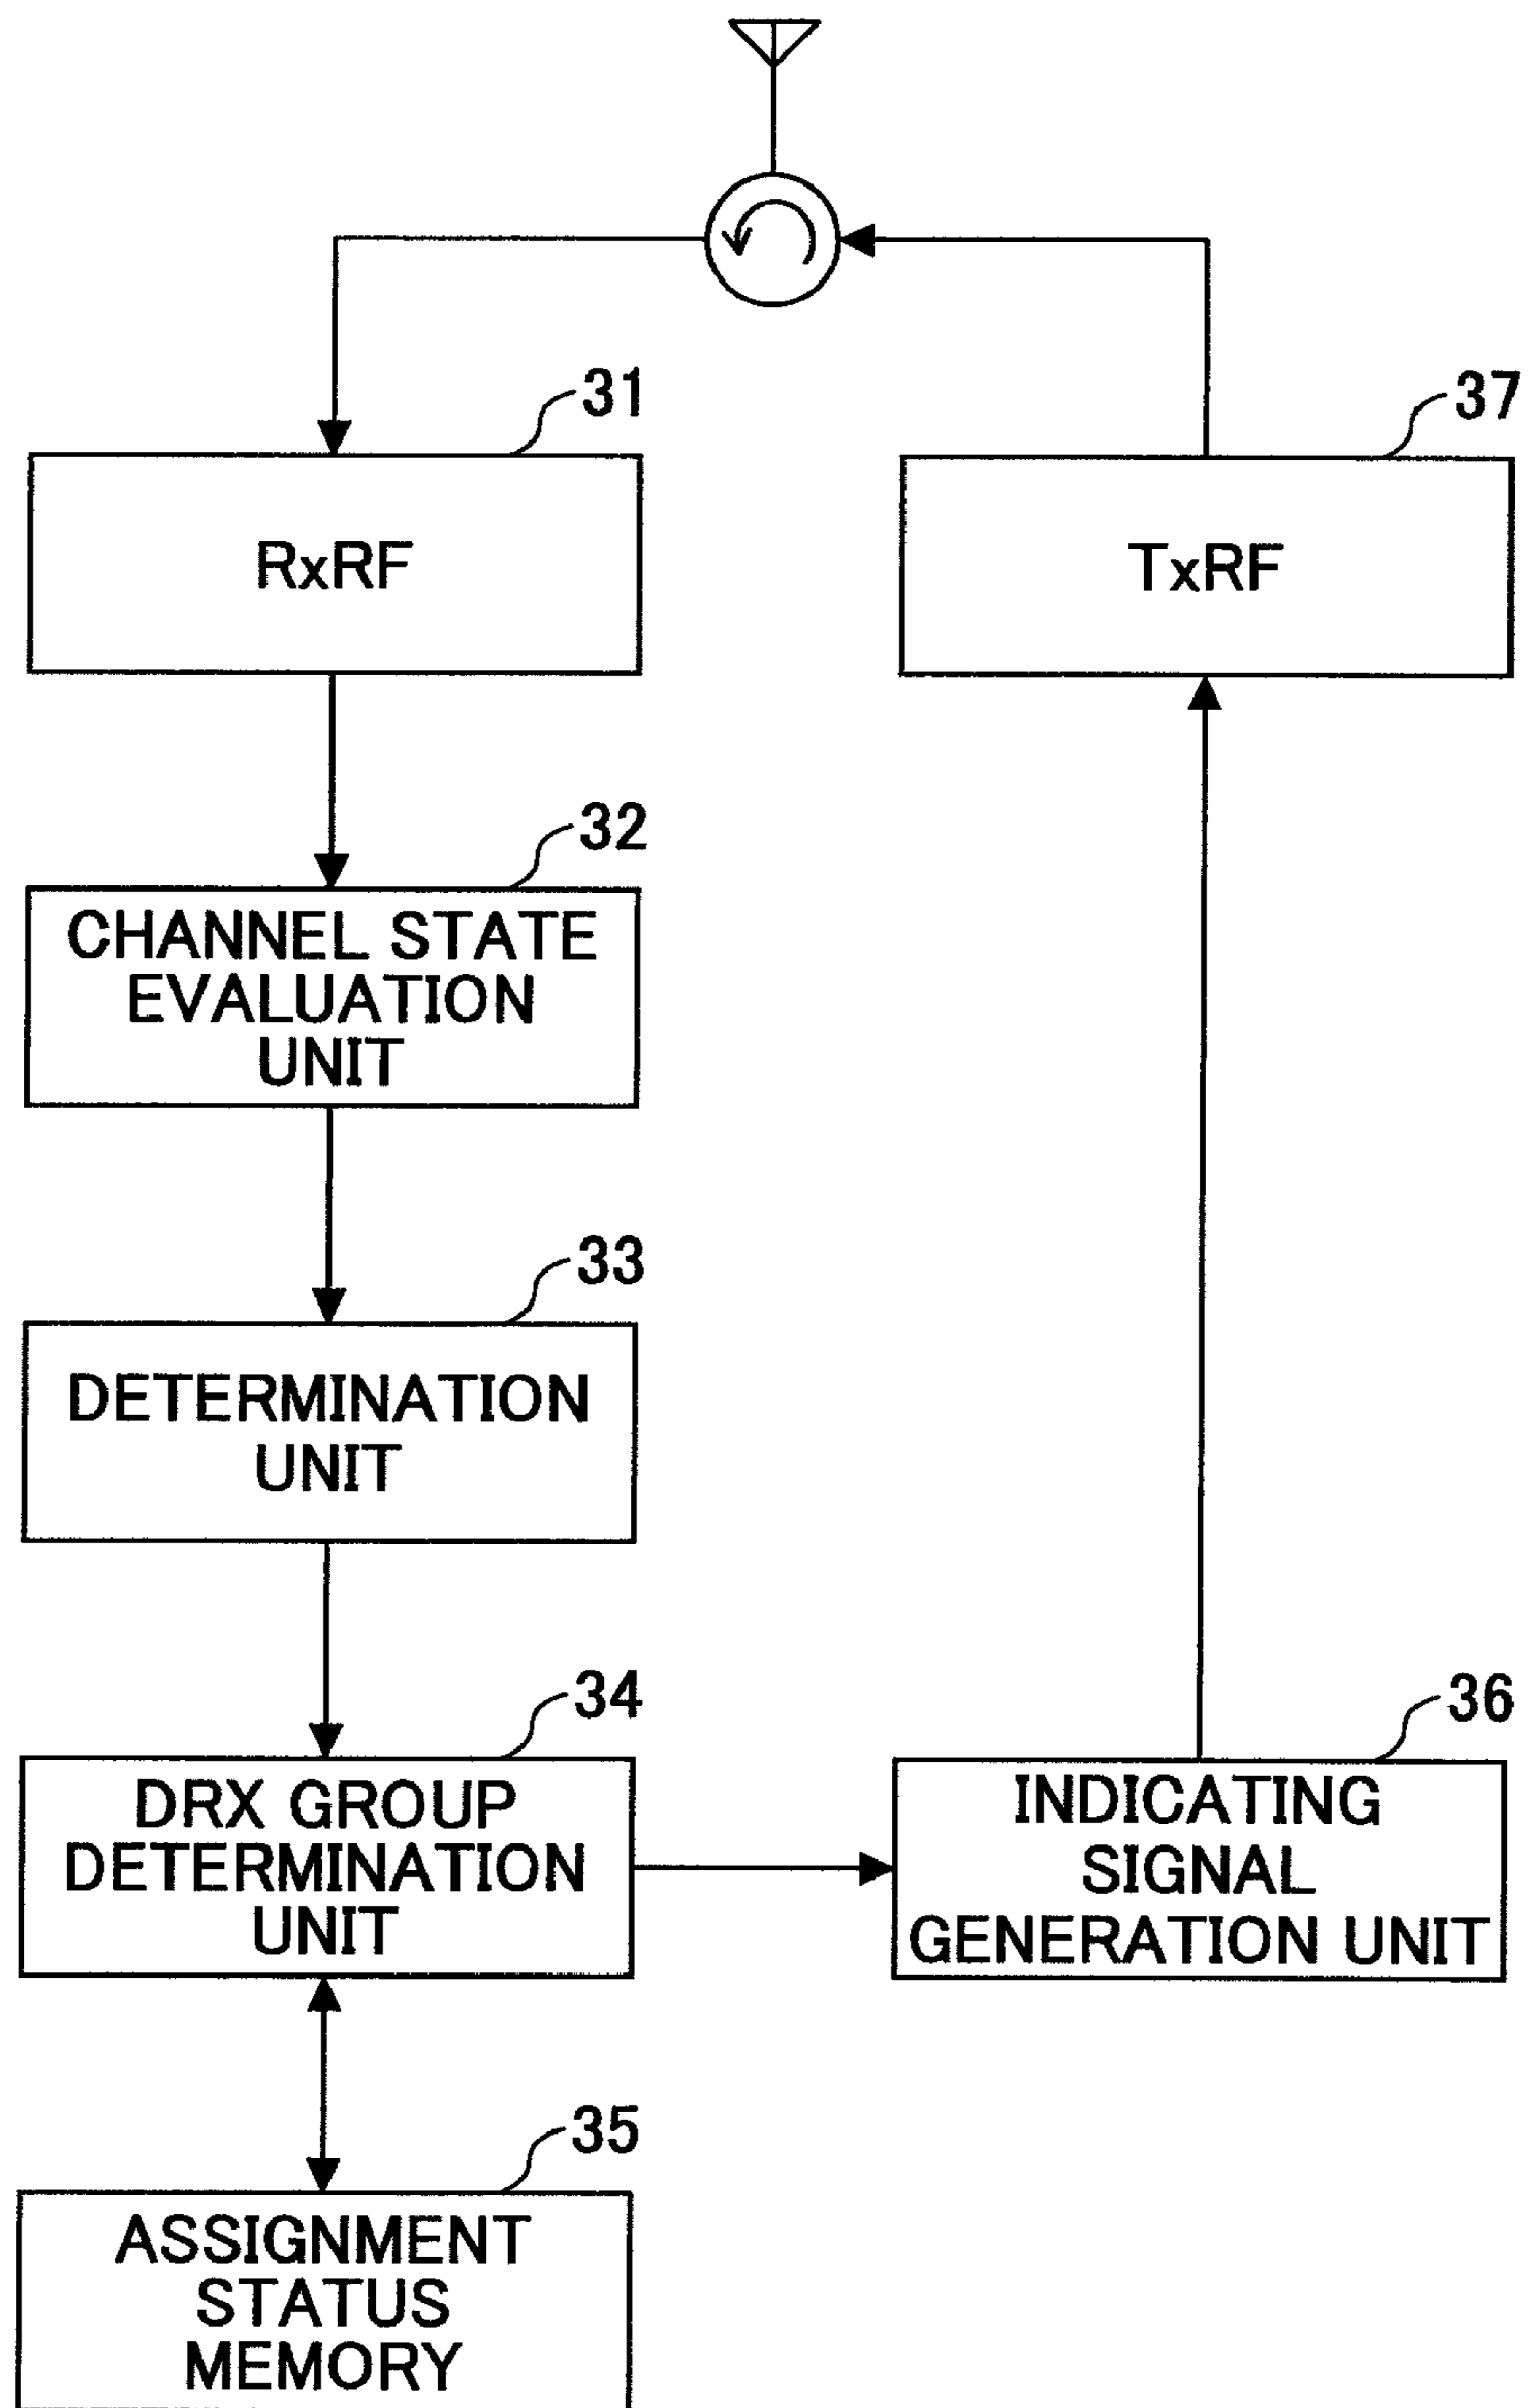 31
RxRF
37
TxRF
32
CHANNEL STATE
EVALUATION
UNIT
33
DETERMINATION
UNIT
34
DRX GROUP
DETERMINATION
UNIT
36
INDICATING
SIGNAL
GENERATION UNIT
35
ASSIGNMENT
STATUS
MEMORY